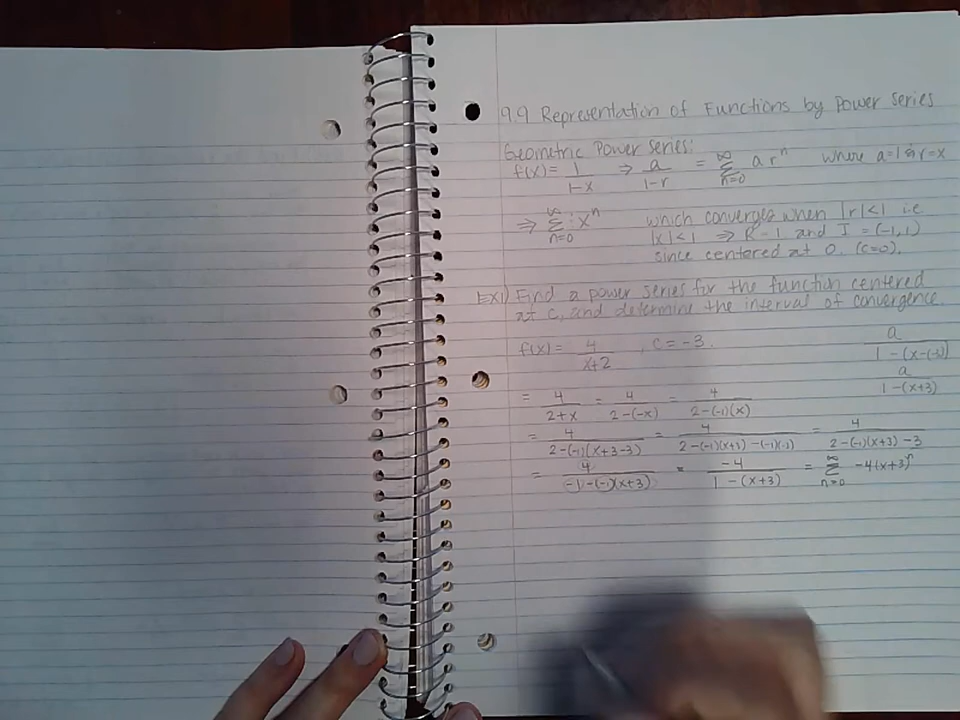 9.9 Representation of Functions by Power Series
Geometric Power Series:
f(x) = 1/(1-x) ⇒ a/(1-r) = ∞Σn=0 ar^n where a=1 & r=x
⇒ ∞Σn=0 x^n which converges when |r|<1 i.e
|x|<1 ⇒ R=1 and I = (-1,1)
since centered at 0. (c=0).
EX1) Find a power series for the function centered
at c, and determine the interval of convergence
f(x) = 4/(x+2), c = -3. a/(1-(x-(-3)))
a/(1-(x+3))
= 4/(2+x) = 4/(2-(-x)) = 4/(2-(-1)(x))
= 4/(2-(-1)(x+3-3)) = 4/(2-(-1)(x+3)-(-1)(-3)) = 4/(2-(-1)(x+3)-3)
= 4/(-1-(-1)(x+3)) = -4/(1-(x+3)) = ∞Σn=0 -4(x+3)^n